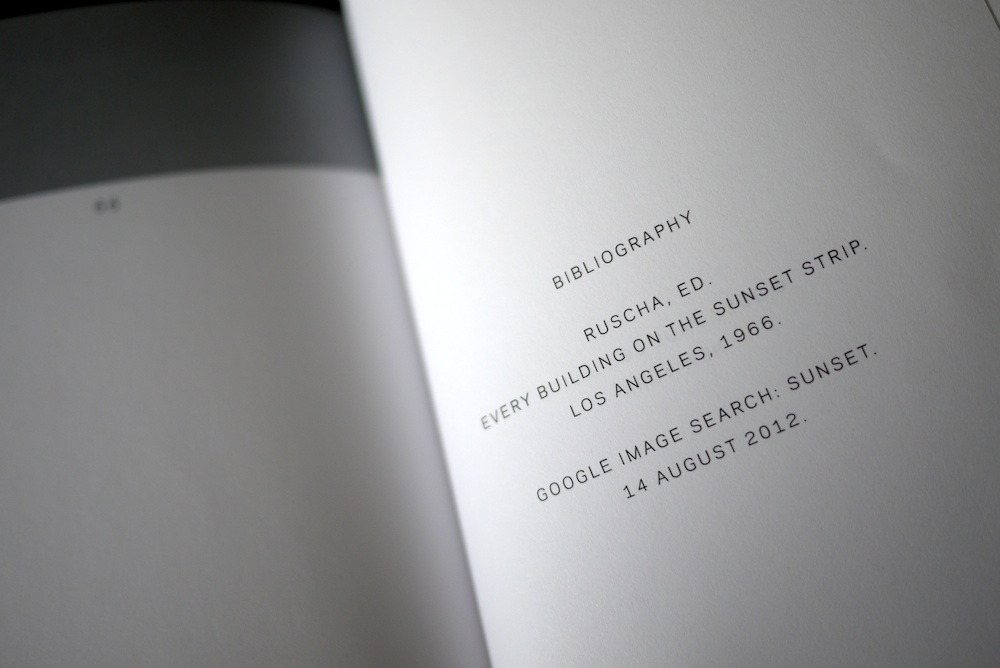 BIBLIOGRAPHY
RUSCHA, ED.
EVERY BUILDING ON THE SUNSET STRIP.
LOS ANGELES, 1966.
GOOGLE IMAGE SEARCH: SUNSET.
14 AUGUST 2012.